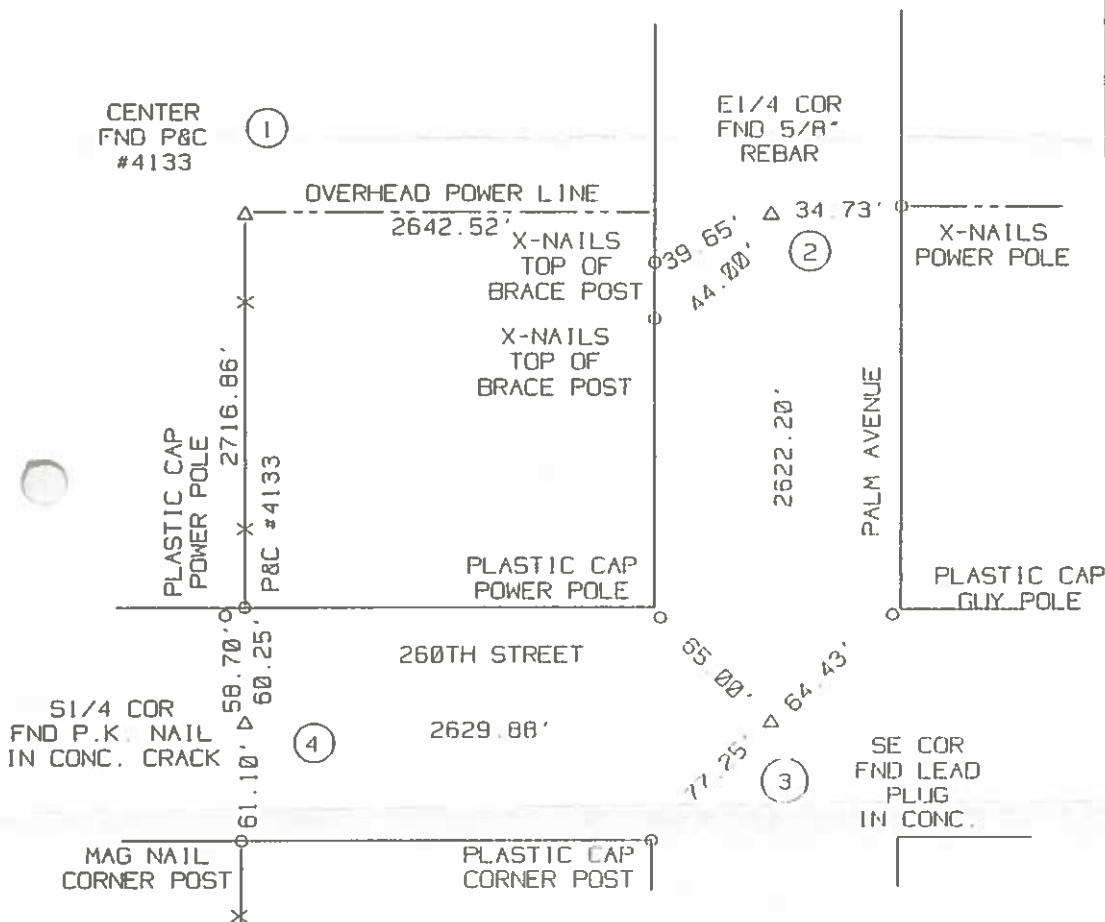 CENTER
FND P&C
#4133
1
E1/4 COR
FND 5/8"
REBAR
OVERHEAD POWER LINE
2642.52'
34.73'
X-NAILS
TOP OF
BRACE POST
39.65'
44.00'
2
X-NAILS
POWER POLE
X-NAILS
TOP OF
BRACE POST
2716.86'
PLASTIC CAP
POWER POLE
P&C #4133
2622.20'
PALM AVENUE
PLASTIC CAP
POWER POLE
PLASTIC CAP
GUY POLE
58.70'
60.25'
260TH STREET
65.00'
64.43'
S1/4 COR
FND P.K. NAIL
IN CONC. CRACK
4
2629.88'
77.25'
3
SE COR
FND LEAD
PLUG
IN CONC.
61.10'
MAG NAIL
CORNER POST
PLASTIC CAP
CORNER POST